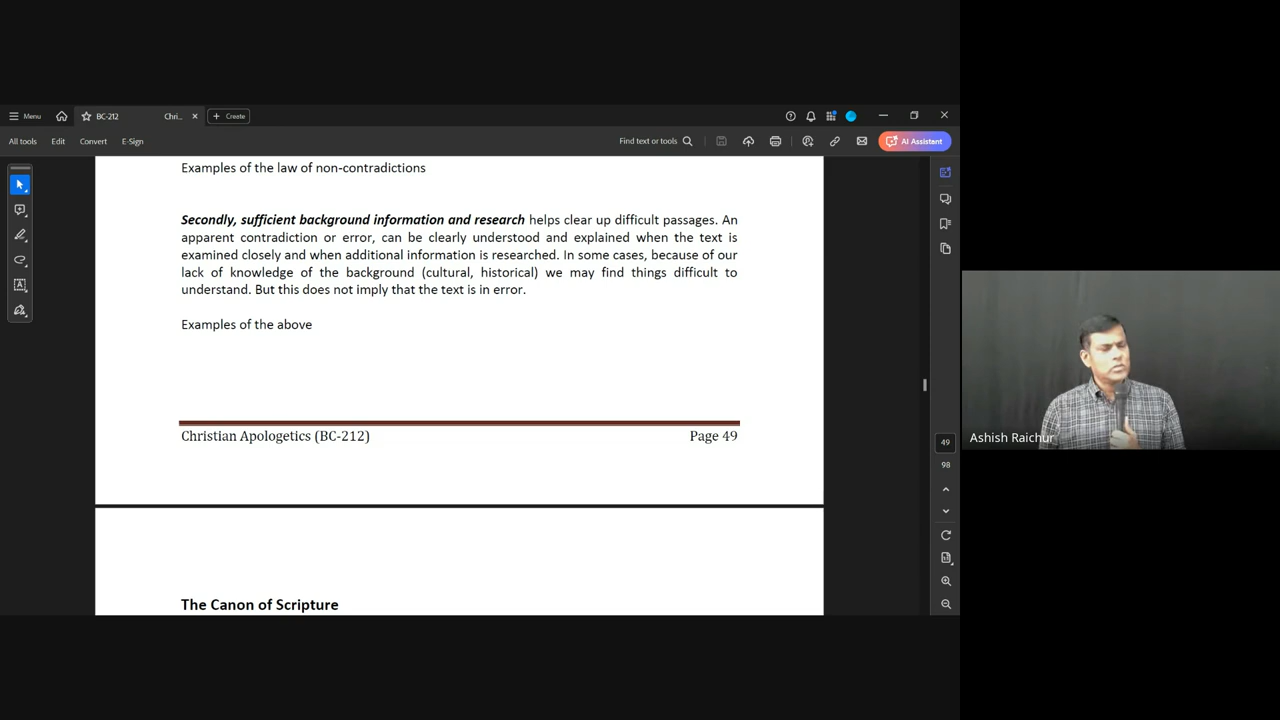 Menu
BC-212
Chri...
Create
All tools
Edit
Convert
E-Sign
Find text or tools
AI Assistant
Examples of the law of non-contradictions
Secondly, sufficient background information and research helps clear up difficult passages. An
apparent contradiction or error, can be clearly understood and explained when the text is
examined closely and when additional information is researched. In some cases, because of our
lack of knowledge of the background (cultural, historical) we may find things difficult to
understand. But this does not imply that the text is in error.
Examples of the above
Christian Apologetics (BC-212)
Page 49
The Canon of Scripture
49
98
Ashish Raichur